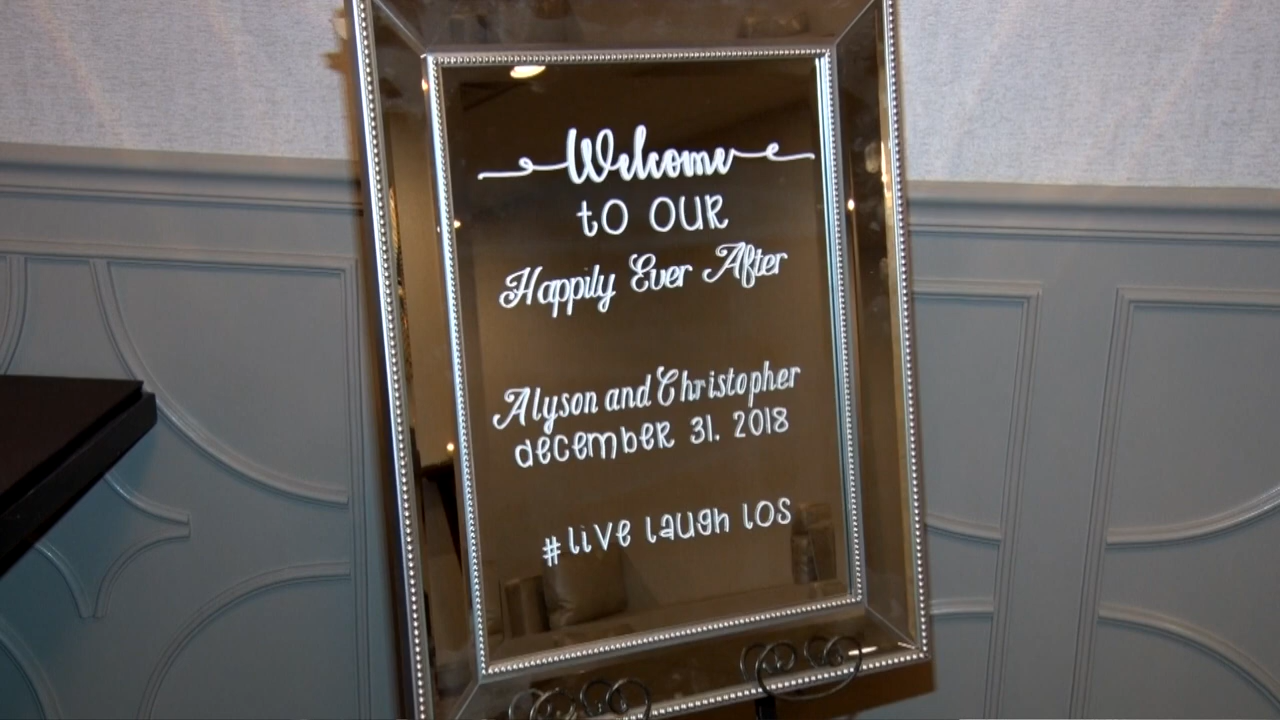 Welcome
to OUR
Happily Ever After
Alyson and Christopher
december 31. 2018
#live laugh los